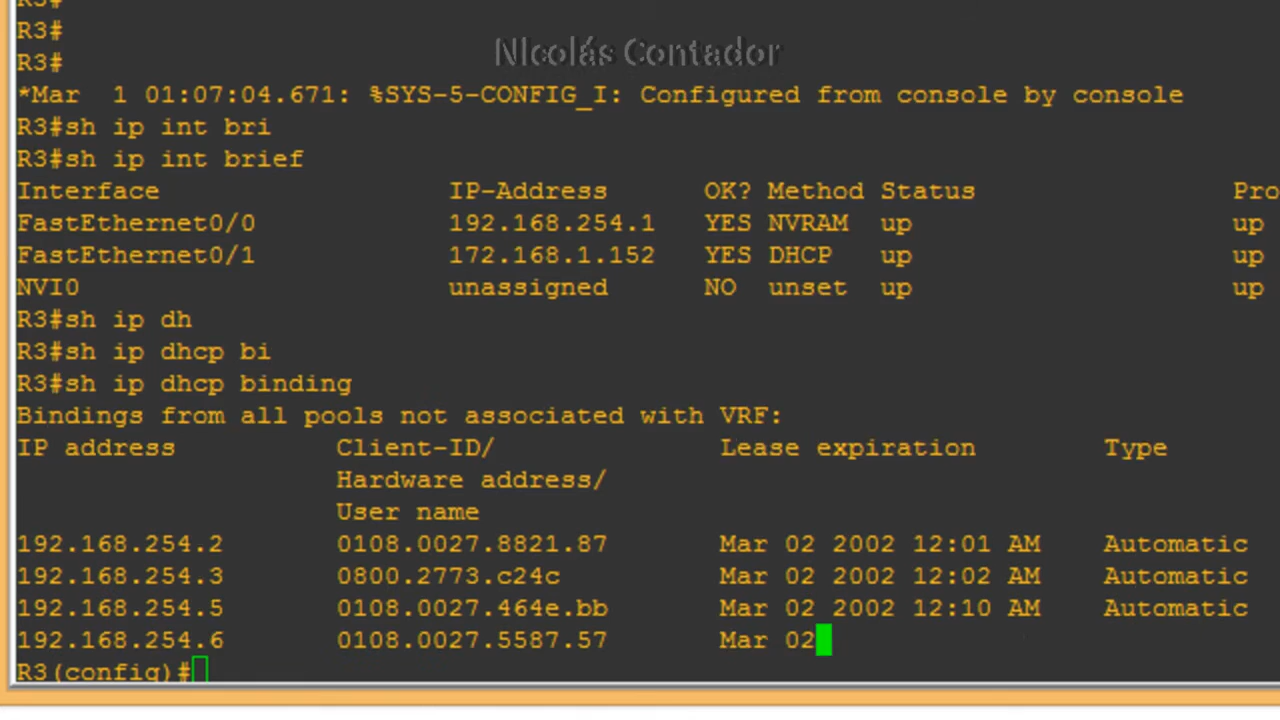 R3#
R3#
Nicolás Contador
R3#
*Mar  1 01:07:04.671: %SYS-5-CONFIG_I: Configured from console by console
R3#sh ip int bri
R3#sh ip int brief
Interface IP-Address OK? Method Status Pro
FastEthernet0/0 192.168.254.1 YES NVRAM up up
FastEthernet0/1 172.168.1.152 YES DHCP up up
NVI0 unassigned NO unset up up
R3#sh ip dh
R3#sh ip dhcp bi
R3#sh ip dhcp binding
Bindings from all pools not associated with VRF:
IP address Client-ID/ Lease expiration Type
Hardware address/
User name
192.168.254.2 0108.0027.8821.87 Mar 02 2002 12:01 AM Automatic
192.168.254.3 0800.2773.c24c Mar 02 2002 12:02 AM Automatic
192.168.254.5 0108.0027.464e.bb Mar 02 2002 12:10 AM Automatic
192.168.254.6 0108.0027.5587.57 Mar 02
R3(config)#